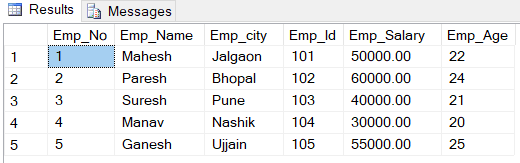 Results Messages
Emp_No Emp_Name Emp_city Emp_Id Emp_Salary Emp_Age
1 1 Mahesh Jalgaon 101 50000.00 22
2 2 Paresh Bhopal 102 60000.00 24
3 3 Suresh Pune 103 40000.00 21
4 4 Manav Nashik 104 30000.00 20
5 5 Ganesh Ujjain 105 55000.00 25